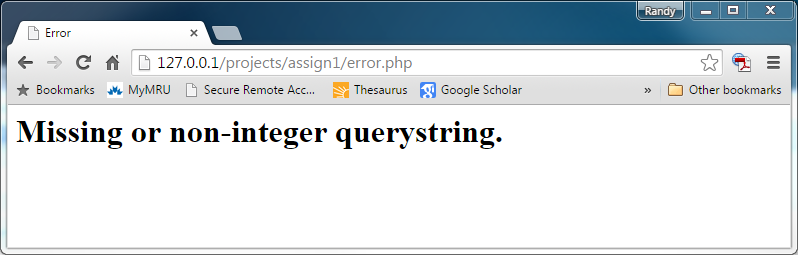 Randy
Error
127.0.0.1/projects/assign1/error.php
Bookmarks MyMRU Secure Remote Acc... Thesaurus Google Scholar » Other bookmarks
Missing or non-integer querystring.